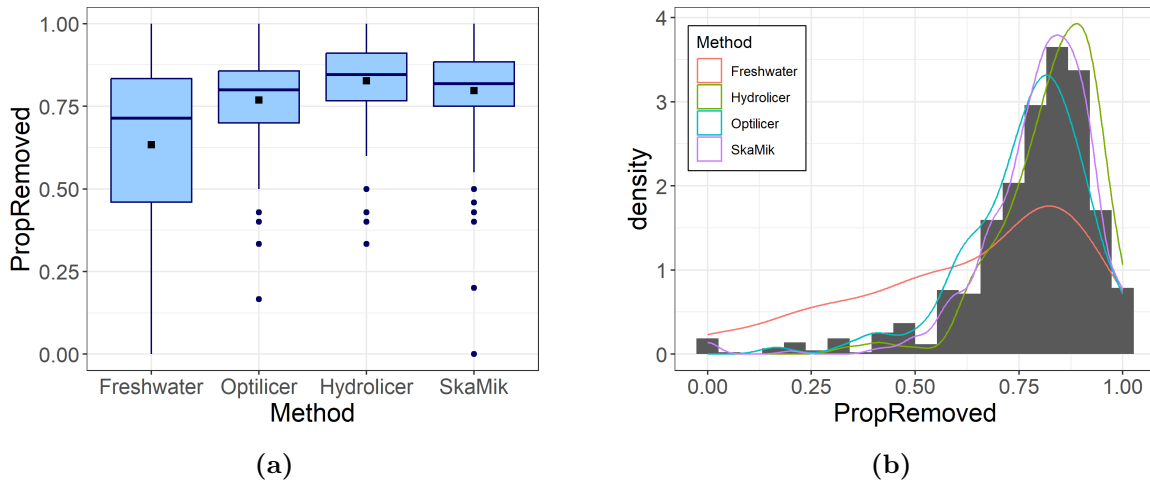 PropRemoved
1.00
0.75
0.50
0.25
0.00
Freshwater Optilicer Hydrolicer SkaMik
Method
(a)
density
4
3
2
1
0
Method
Freshwater
Hydrolicer
Optilicer
SkaMik
0.00 0.25 0.50 0.75 1.00
PropRemoved
(b)